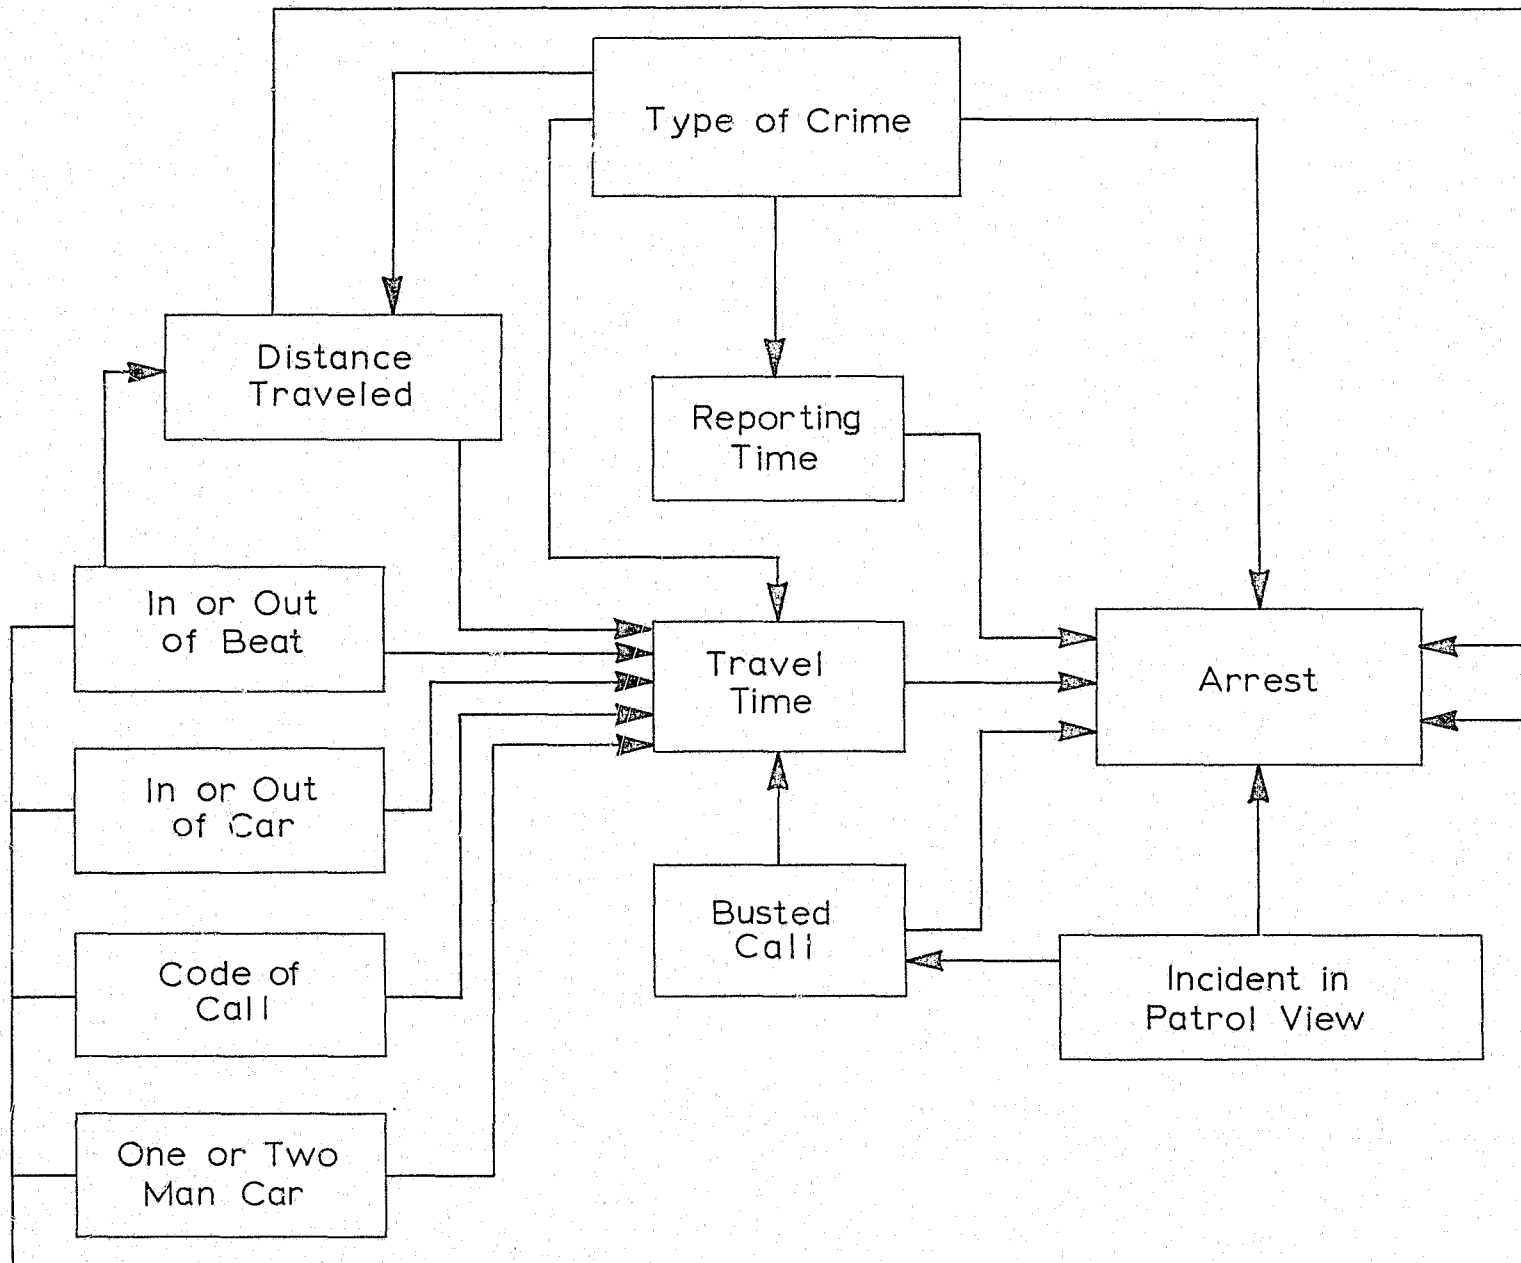 Type of Crime
Distance
Traveled
Reporting
Time
In or Out
of Beat
Travel
Time
Arrest
In or Out
of Car
Busted
Call
Code of
Call
Incident in
Patrol View
One or Two
Man Car